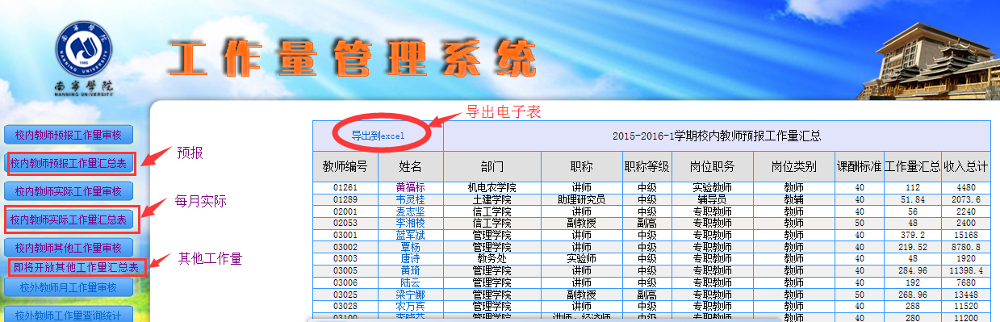 南宁学院
NANNING UNIVERSITY
工作量管理系统
校内教师预报工作量审核
校内教师预报工作量汇总表
校内教师实际工作量审核
校内教师实际工作量汇总表
校内教师其他工作量审核
即将开放其他工作量汇总表
校外教师月工作量审核
校外教师工作量查询统计
预报
每月实际
其他工作量
导出电子表
导出到excel 2015-2016-1学期校内教师预报工作量汇总
教师编号 姓名 部门 职称 职称等级 岗位职务 岗位类别 课酬标准 工作量汇总 收入总计
01261 黄福标 机电农学院 讲师 中级 实验教师 教师 40 112 4480
01289 韦灵桂 土建学院 助理研究员 中级 辅导员 教辅 40 51.84 2073.6
02001 麦志坚 信工学院 讲师 中级 专职教师 教师 40 56 2240
02053 李湘棱 信工学院 副教授 副高 专职教师 教师 50 48 2400
03001 蓝军斌 管理学院 讲师 中级 专职教师 教师 40 379.2 15168
03002 覃杨 管理学院 讲师 中级 专职教师 教师 40 219.52 8780.8
03003 唐诗 教务处 实验师 中级 专职教师 教师 40 48 1920
03005 黄琦 管理学院 讲师 中级 专职教师 教师 40 284.96 11398.4
03006 陆云 管理学院 讲师 中级 专职教师 教师 40 192 7680
03025 梁宁娜 管理学院 副教授 副高 专职教师 教师 50 268.96 13448
03028 农万宾 管理学院 讲师 中级 专职教师 教师 40 288 11520
03100 管理学院 讲师、经济师 中级 专职教师 教师 40 280 11200